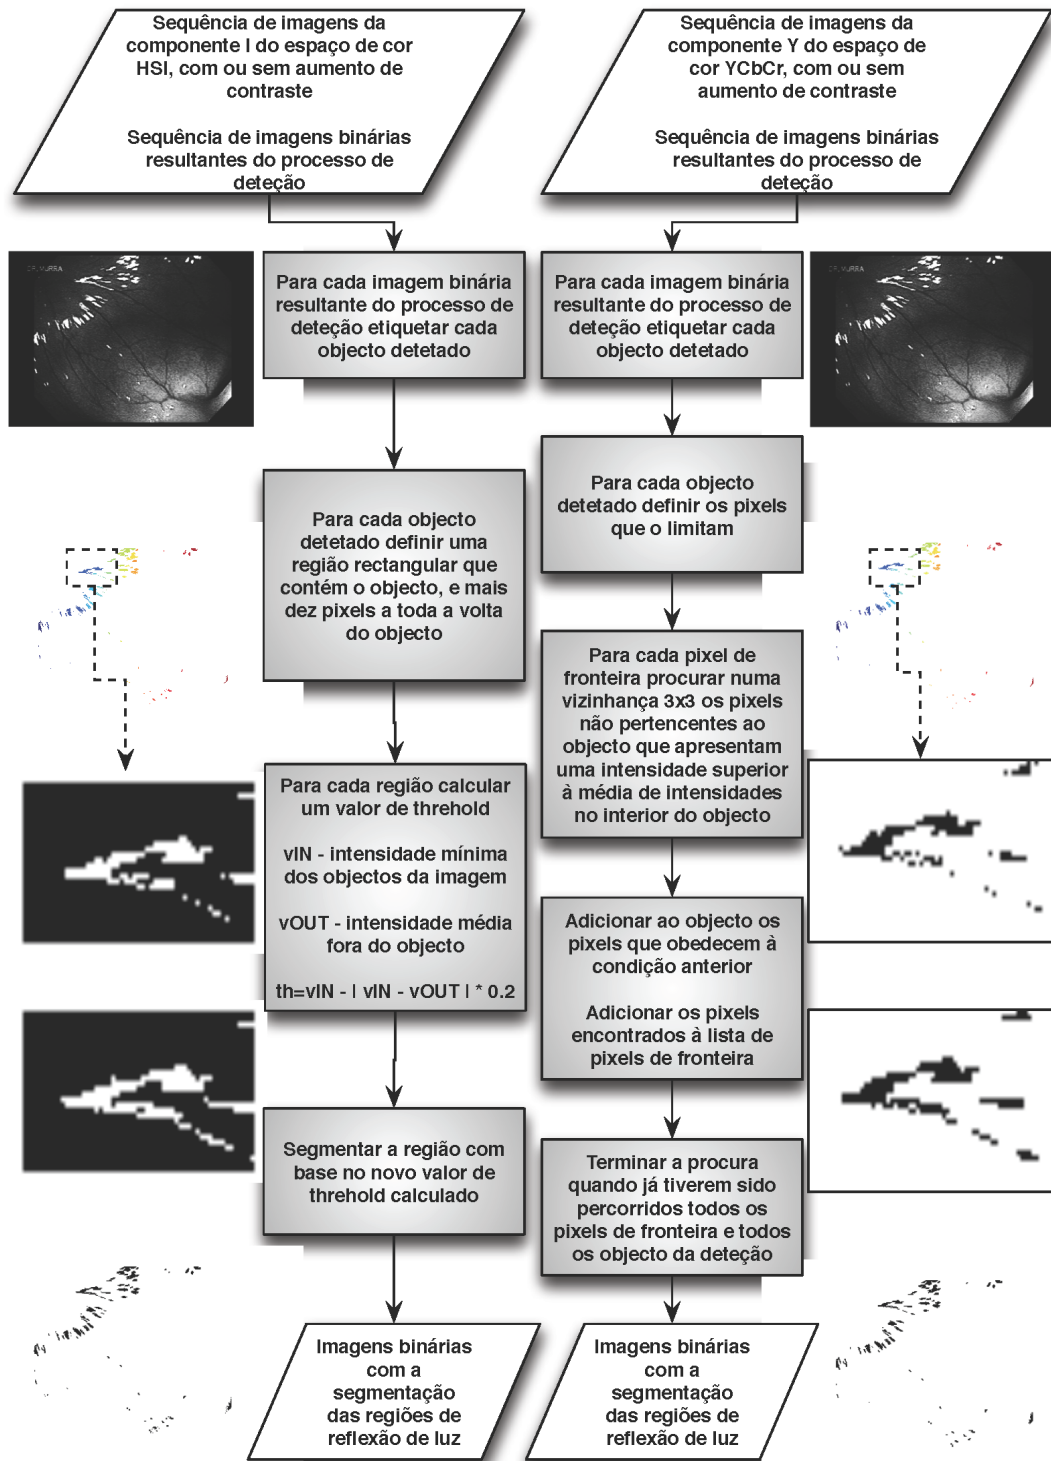 Sequência de imagens da
componente I do espaço de cor
HSI, com ou sem aumento de
contraste
Sequência de imagens binárias
resultantes do processo de
deteção
Para cada imagem binária
resultante do processo de
deteção etiquetar cada
objecto detetado
Para cada objecto
detetado definir uma
região rectangular que
contém o objecto, e mais
dez pixels a toda a volta
do objecto
Para cada região calcular
um valor de threhold
vIN - intensidade mínima
dos objectos da imagem
vOUT - intensidade média
fora do objecto
th=vIN - | vIN - vOUT | * 0.2
Segmentar a região com
base no novo valor de
threhold calculado
Imagens binárias
com a
segmentação
das regiões de
reflexão de luz
Sequência de imagens da
componente Y do espaço de
cor YCbCr, com ou sem
aumento de contraste
Sequência de imagens binárias
resultantes do processo de
deteção
Para cada imagem binária
resultante do processo de
deteção etiquetar cada
objecto detetado
Para cada objecto
detetado definir os pixels
que o limitam
Para cada pixel de
fronteira procurar numa
vizinhança 3x3 os pixels
não pertencentes ao
objecto que apresentam
uma intensidade superior
à média de intensidades
no interior do objecto
Adicionar ao objecto os
pixels que obedecem à
condição anterior
Adicionar os pixels
encontrados à lista de
pixels de fronteira
Terminar a procura
quando já tiverem sido
percorridos todos os
pixels de fronteira e todos
os objecto da deteção
Imagens binárias
com a
segmentação
das regiões de
reflexão de luz